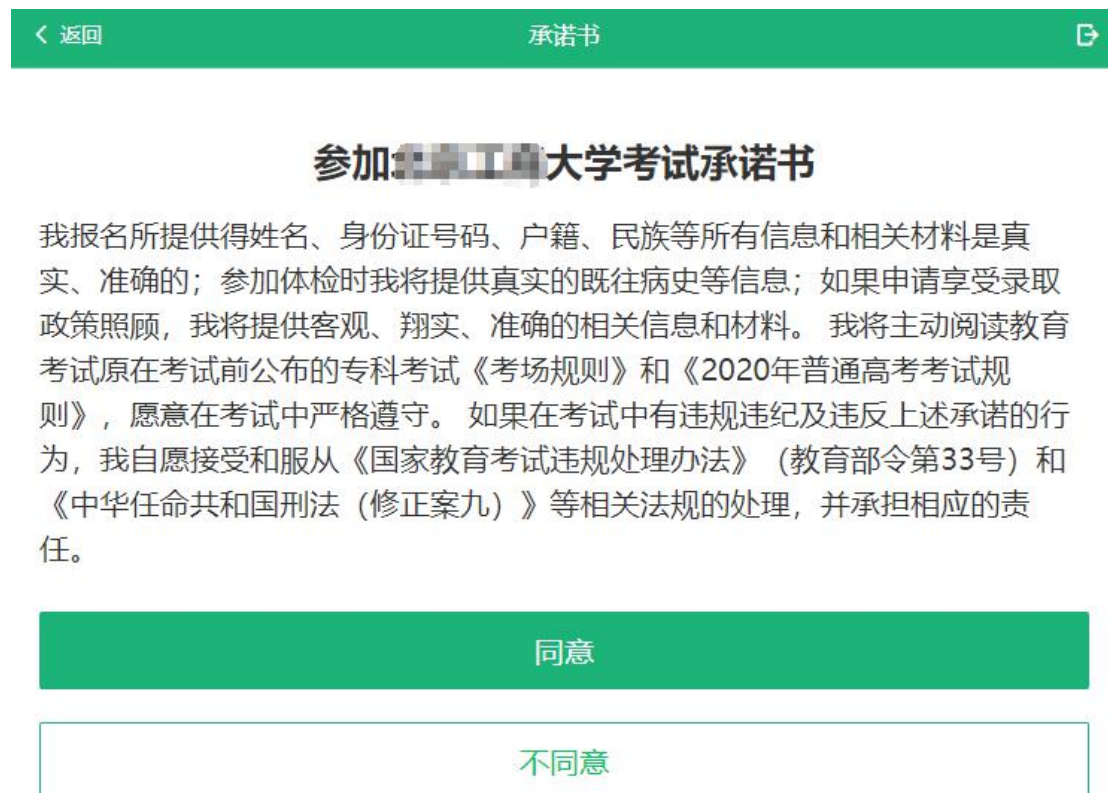 返回
承诺书
参加 大学考试承诺书
我报名所提供得姓名、身份证号码、户籍、民族等所有信息和相关材料是真
实、准确的；参加体检时我将提供真实的既往病史等信息；如果申请享受录取
政策照顾，我将提供客观、翔实、准确的相关信息和材料。 我将主动阅读教育
考试原在考试前公布的专科考试《考场规则》和《2020年普通高考考试规
则》，愿意在考试中严格遵守。 如果在考试中有违规违纪及违反上述承诺的行
为，我自愿接受和服从《国家教育考试违规处理办法》（教育部令第33号）和
《中华任命共和国刑法（修正案九）》等相关法规的处理，并承担相应的责
任。
同意
不同意